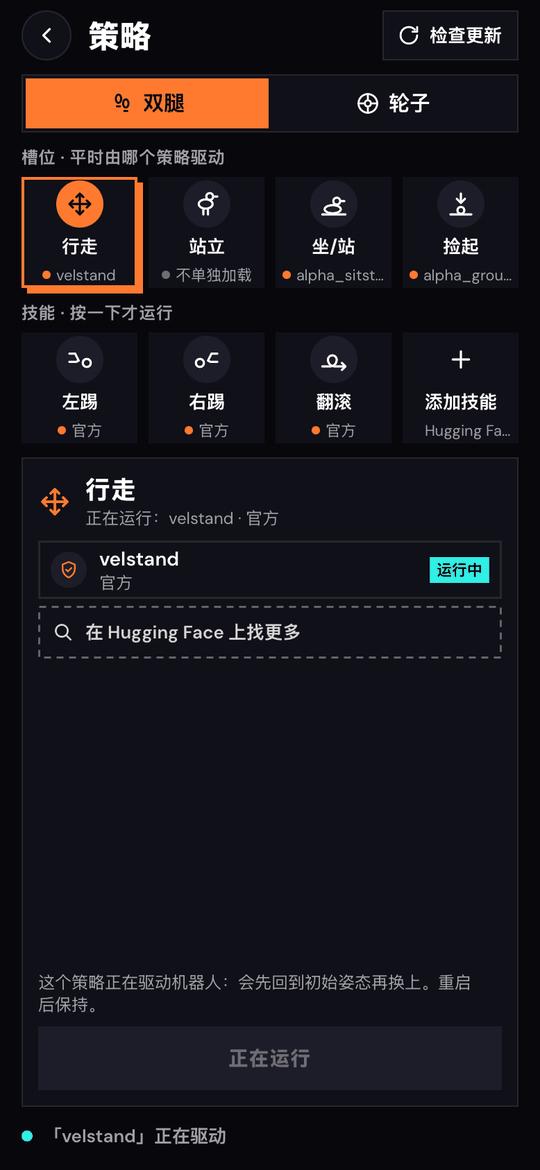 策略
检查更新
双腿
轮子
槽位 · 平时由哪个策略驱动
行走
站立
坐/站
捡起
velstand
不单独加载
alpha_sitst...
alpha_grou...
技能 · 按一下才运行
左踢
右踢
翻滚
添加技能
官方
官方
官方
Hugging Fa...
行走
正在运行：velstand · 官方
velstand
官方
运行中
在 Hugging Face 上找更多
这个策略正在驱动机器人：会先回到初始姿态再换上。重启
后保持。
正在运行
「velstand」正在驱动